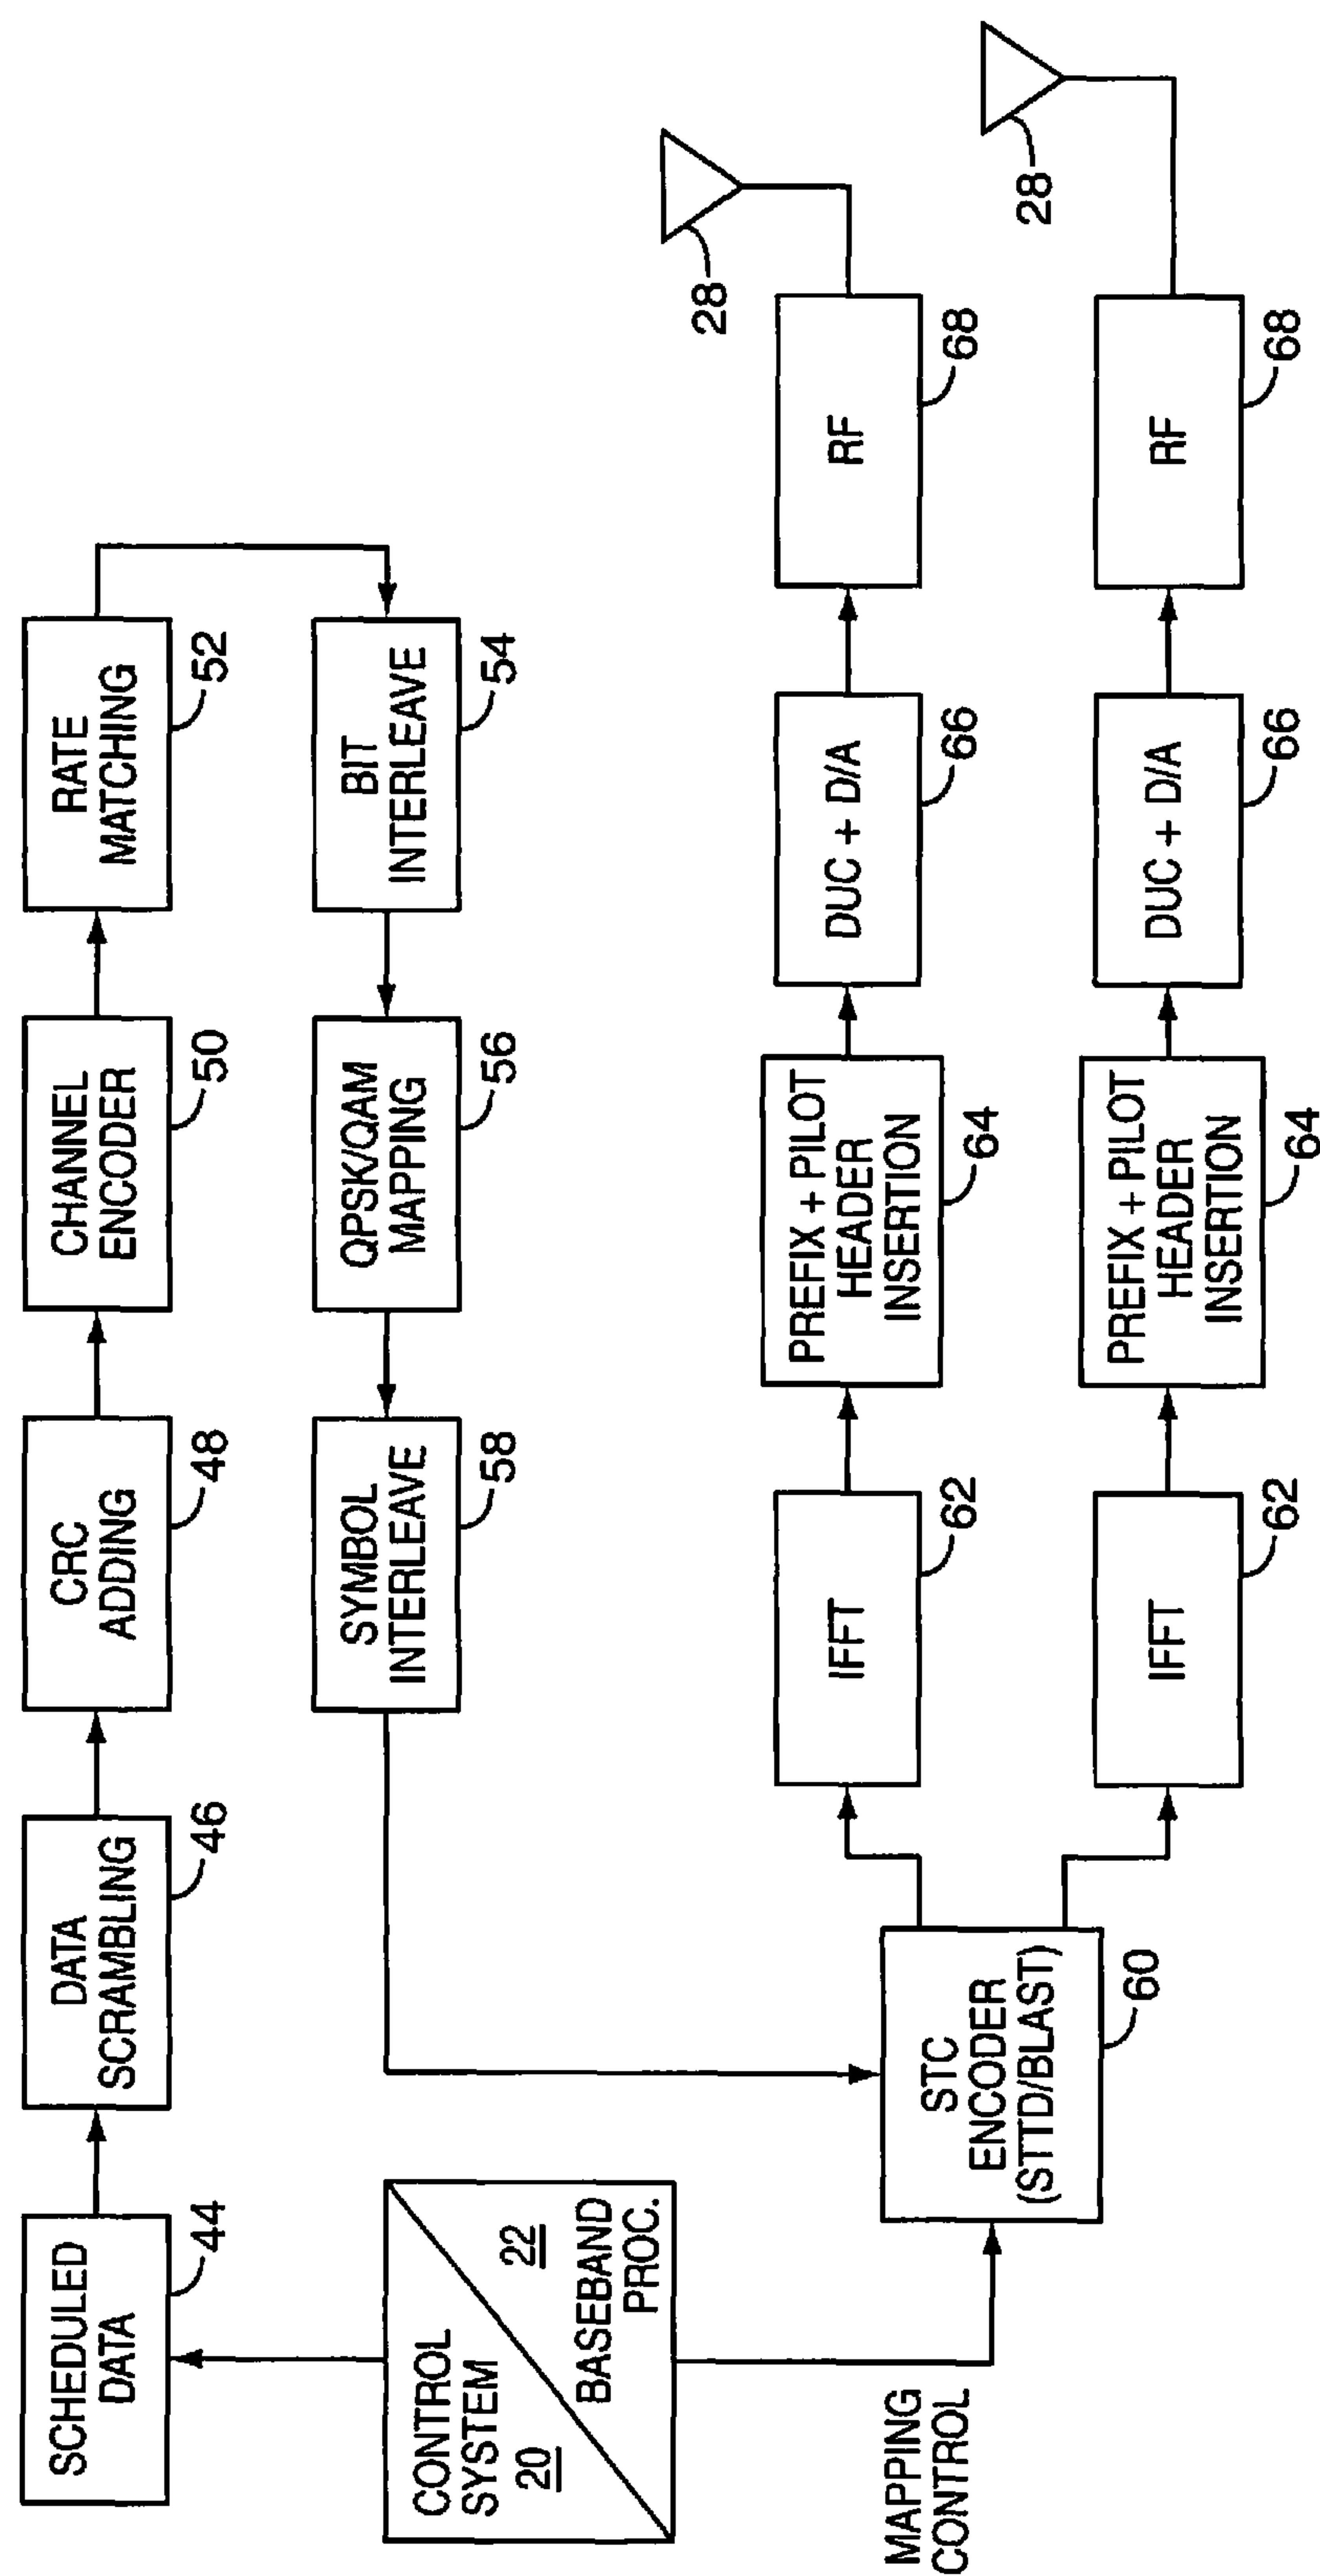 SCHEDULED
DATA
44
DATA
SCRAMBLING
46
CRC
ADDING
48
CHANNEL
ENCODER
50
RATE
MATCHING
52
BIT
INTERLEAVE
54
QPSK/QAM
MAPPING
56
SYMBOL
INTERLEAVE
58
CONTROL
SYSTEM
20
22
BASEBAND
PROC.
MAPPING
CONTROL
STC
ENCODER
(STTD/BLAST)
60
IFFT
62
PREFIX + PILOT
HEADER
INSERTION
64
DUC + D/A
66
RF
68
28
IFFT
62
PREFIX + PILOT
HEADER
INSERTION
64
DUC + D/A
66
RF
68
28